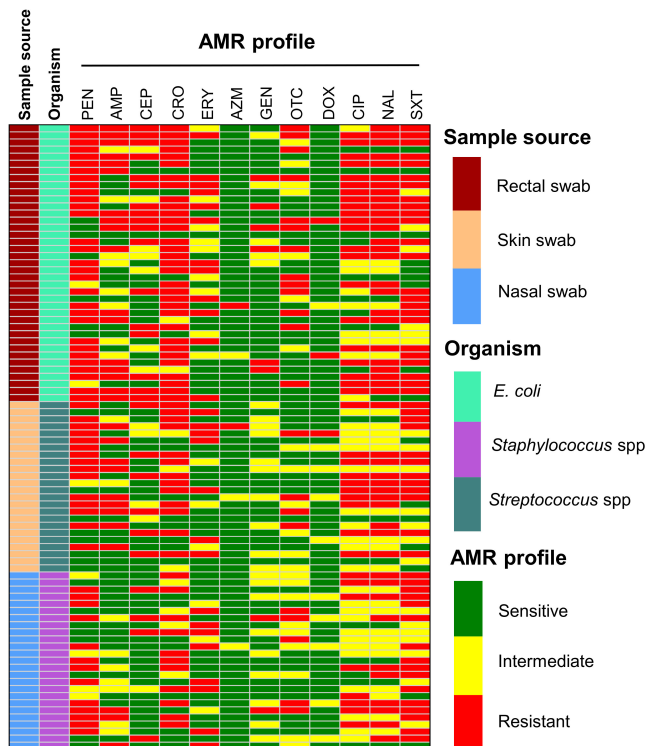 AMR profile
Sample source
Organism
PEN
AMP
CEP
CRO
ERY
AZM
GEN
OTC
DOX
CIP
NAL
SXT
Sample source
Rectal swab
Skin swab
Nasal swab
Organism
E. coli
Staphylococcus spp
Streptococcus spp
AMR profile
Sensitive
Intermediate
Resistant